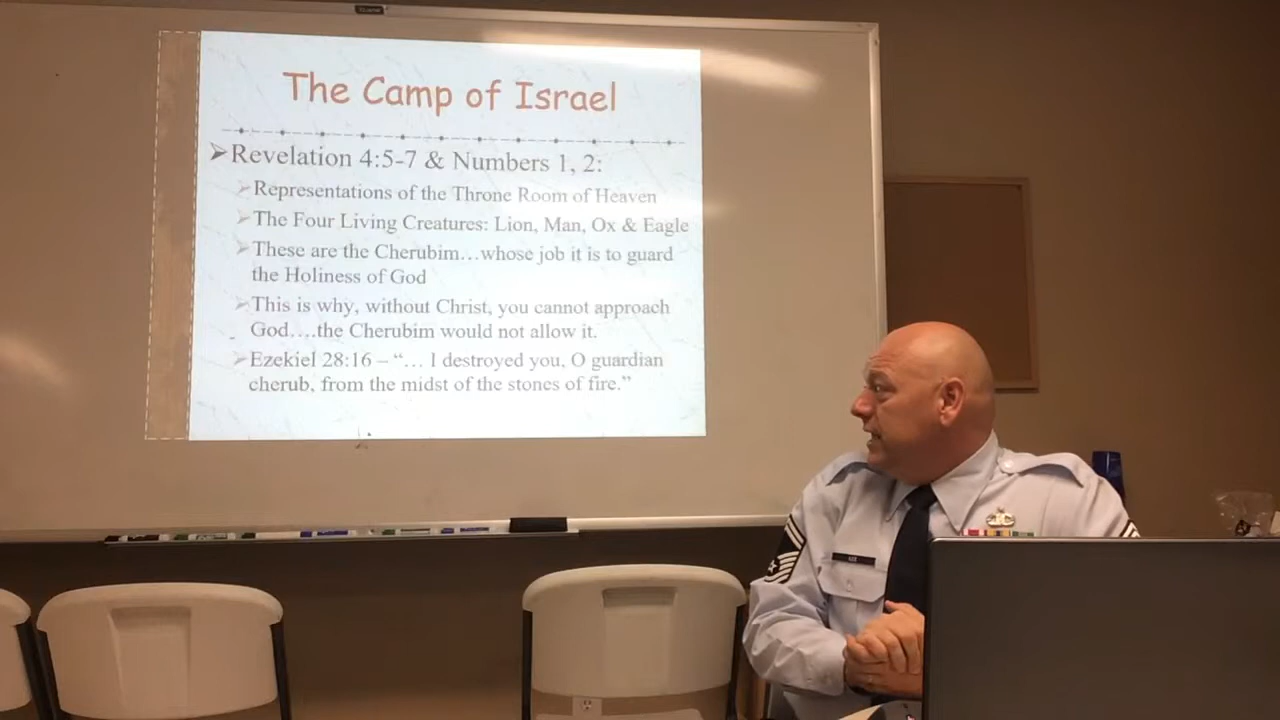 The Camp of Israel
➢Revelation 4:5-7 & Numbers 1, 2:
➢Representations of the Throne Room of Heaven
➢The Four Living Creatures: Lion, Man, Ox & Eagle
➢These are the Cherubim…whose job it is to guard
the Holiness of God
➢This is why, without Christ, you cannot approach
God….the Cherubim would not allow it.
➢Ezekiel 28:16 – “… I destroyed you, O guardian
cherub, from the midst of the stones of fire.”